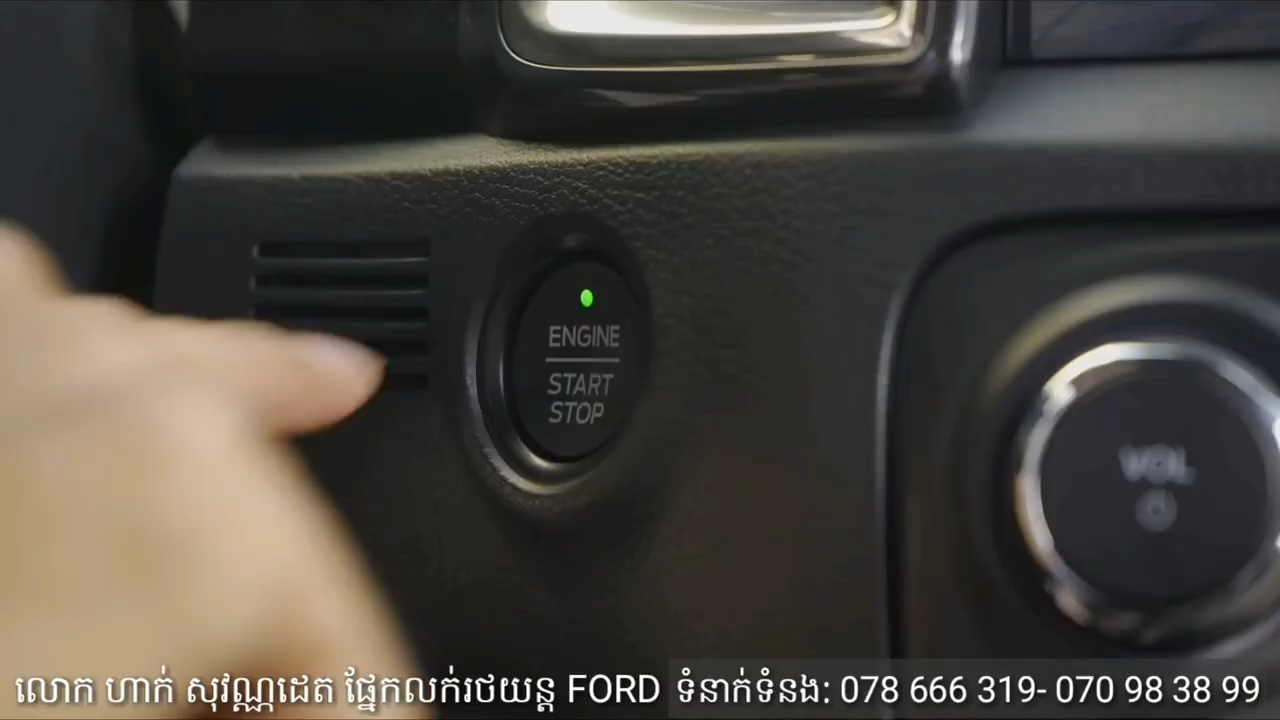 ENGINE
START
STOP
VOL
លោក ហាក់ សុវណ្ណដេត ផ្នែកលក់រថយន្ត FORD ទំនាក់ទំនង: 078 666 319- 070 98 38 99